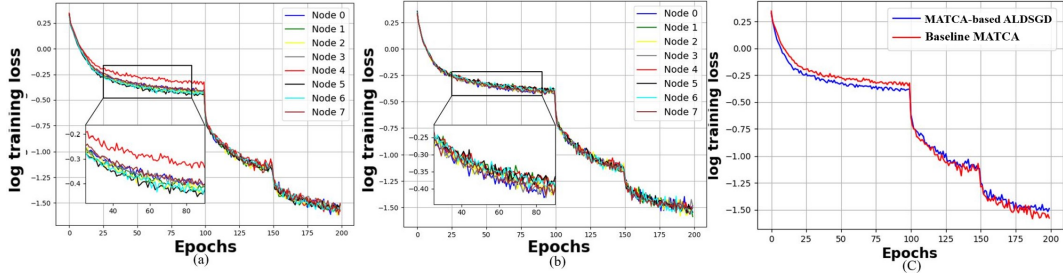 log training loss
0.25
0.00
−0.25
−0.50
−0.75
−1.00
−1.25
−1.50
Node 0
Node 1
Node 2
Node 3
Node 4
Node 5
Node 6
Node 7
−0.2
−0.3
−0.4
40 60 80
0 25 50 75 100 125 150 175 200
Epochs
(a)
log training loss
0.25
0.00
−0.25
−0.50
−0.75
−1.00
−1.25
−1.50
Node 0
Node 1
Node 2
Node 3
Node 4
Node 5
Node 6
Node 7
−0.25
−0.30
−0.35
−0.40
40 60 80
0 25 50 75 100 125 150 175 200
Epochs
(b)
log training loss
0.25
0.00
−0.25
−0.50
−0.75
−1.00
−1.25
−1.50
MATCA-based ALDSGD
Baseline MATCA
0 25 50 75 100 125 150 175 200
Epochs
(C)